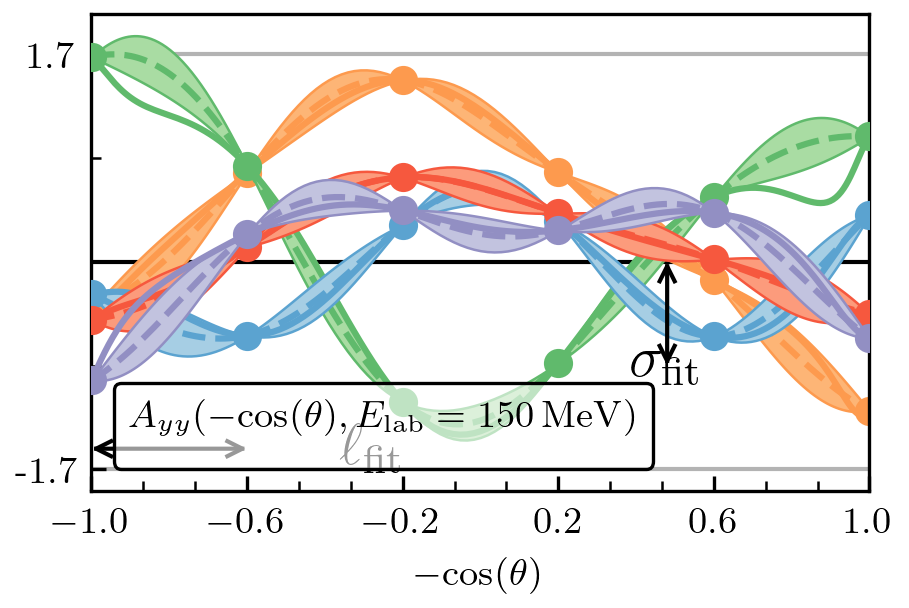 1.7
σfit
Ayy(−cos(θ), Elab = 150 MeV)
ℓfit
-1.7
−1.0 −0.6 −0.2 0.2 0.6 1.0
−cos(θ)